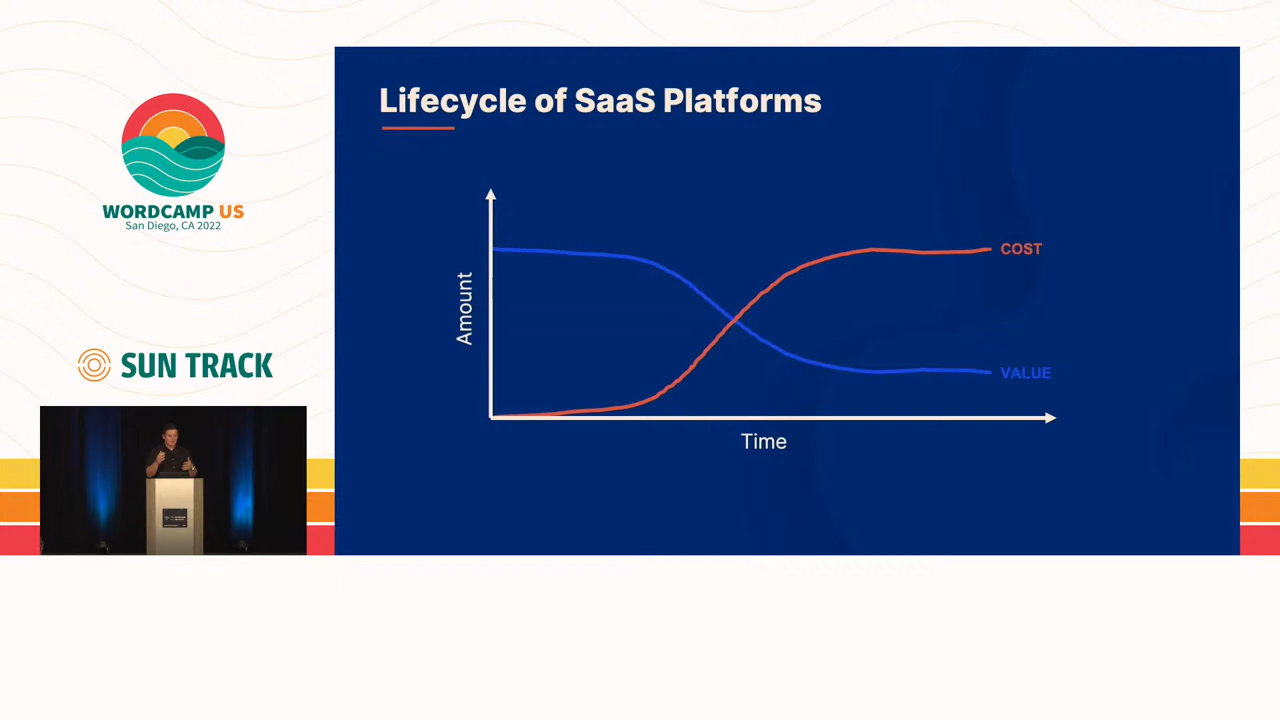 WORDCAMP US
San Diego, CA 2022
SUN TRACK
Lifecycle of SaaS Platforms
Amount
COST
VALUE
Time